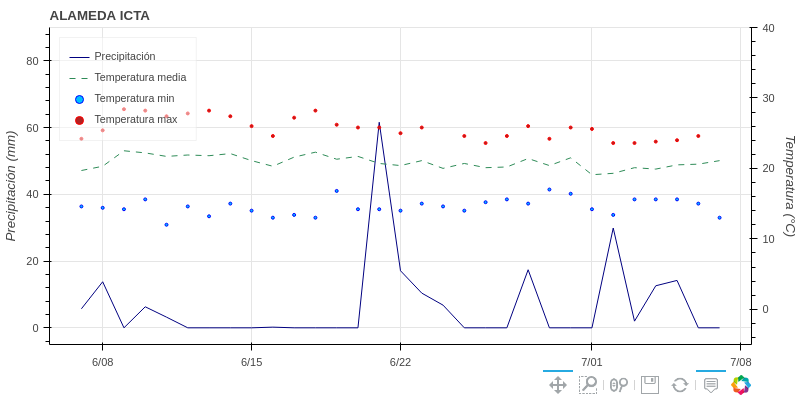 ALAMEDA ICTA
Precipitación
Temperatura media
Temperatura min
Temperatura max
Precipitación (mm)
80
60
40
20
0
Temperatura (°C)
40
30
20
10
0
6/08 6/15 6/22 7/01 7/08